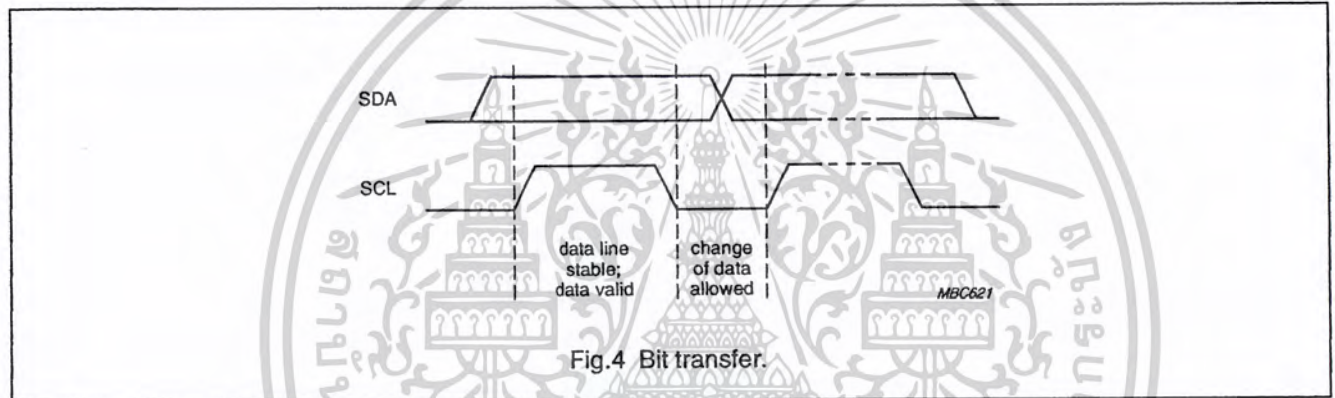 SDA
SCL
data line
stable;
data valid
change
of data
allowed
MBC621
Fig.4 Bit transfer.